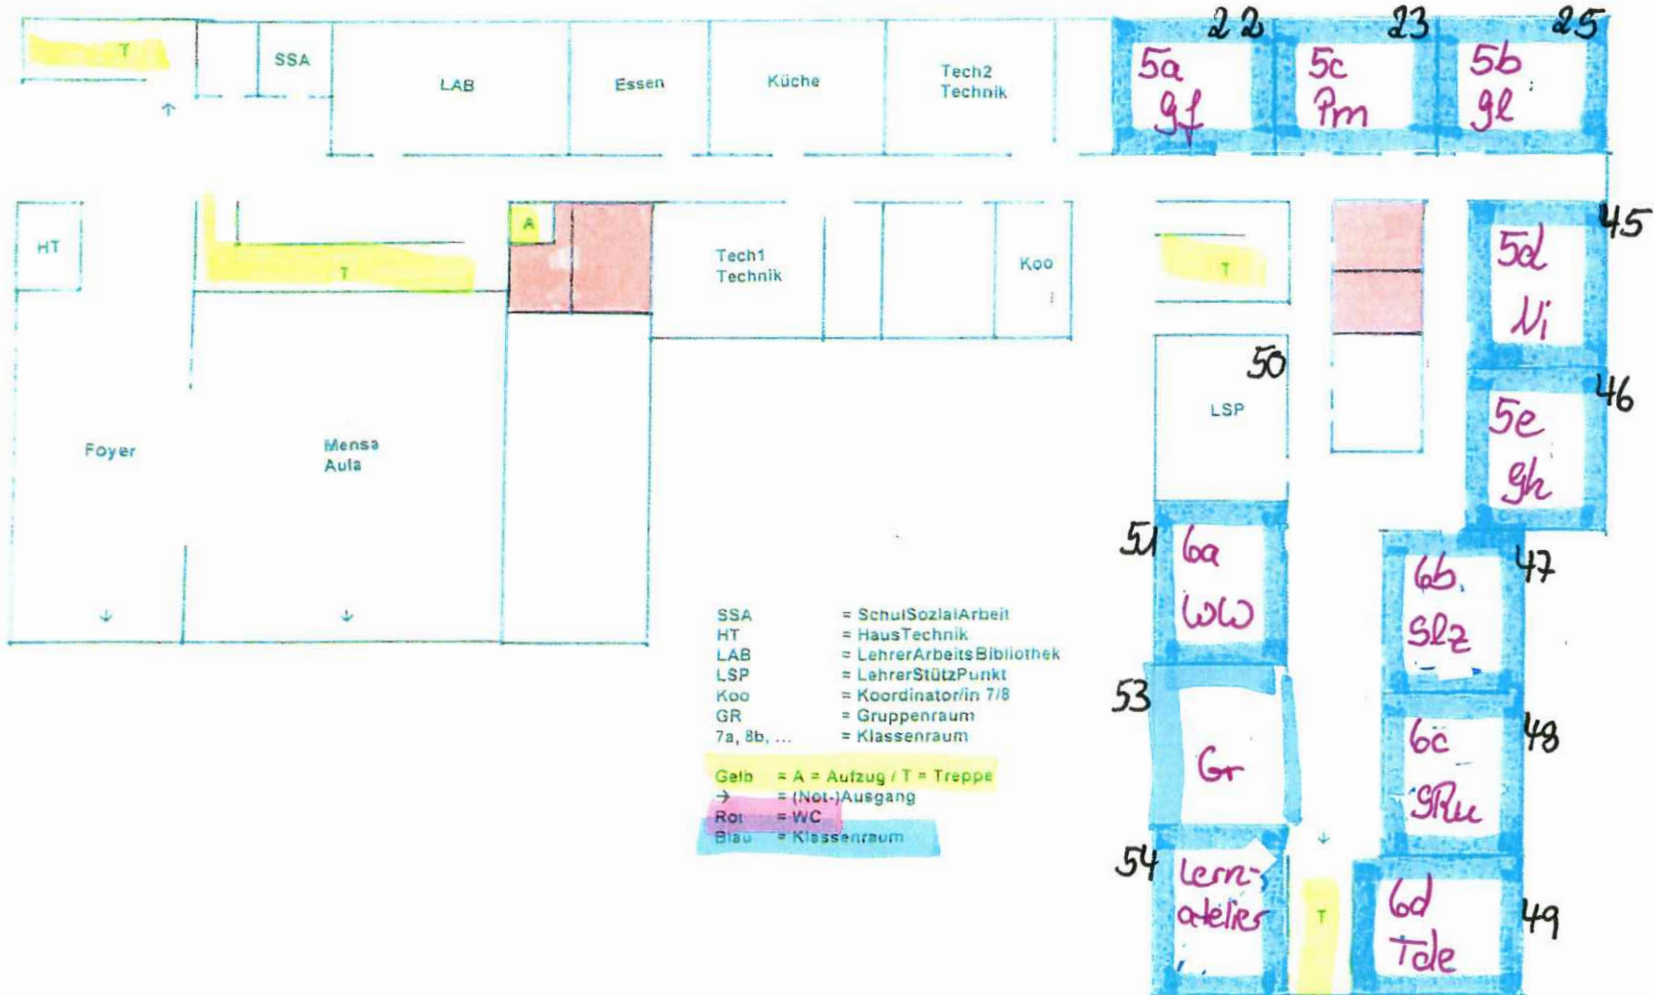 22 23 25
T
SSA
LAB
Essen
Küche
Tech2
Technik
5a
gf
5c
Pm
5b
gl
HT
T
A
Tech1
Technik
Koo
T
45
5d
Ni
50
LSP
46
5e
gh
Foyer
Mensa
Aula
51
6a
WW
47
6b
Slz
53
Gr
48
6c
SRu
54
Lern-
atelier
T
49
6d
Tde
SSA = SchulSozialArbeit
HT = HausTechnik
LAB = LehrerArbeitsBibliothek
LSP = LehrerStützPunkt
Koo = Koordinator/in 7/8
GR = Gruppenraum
7a, 8b, ... = Klassenraum
Gelb = A = Aufzug / T = Treppe
→ = (Not-)Ausgang
Rot = WC
Blau = Klassenraum